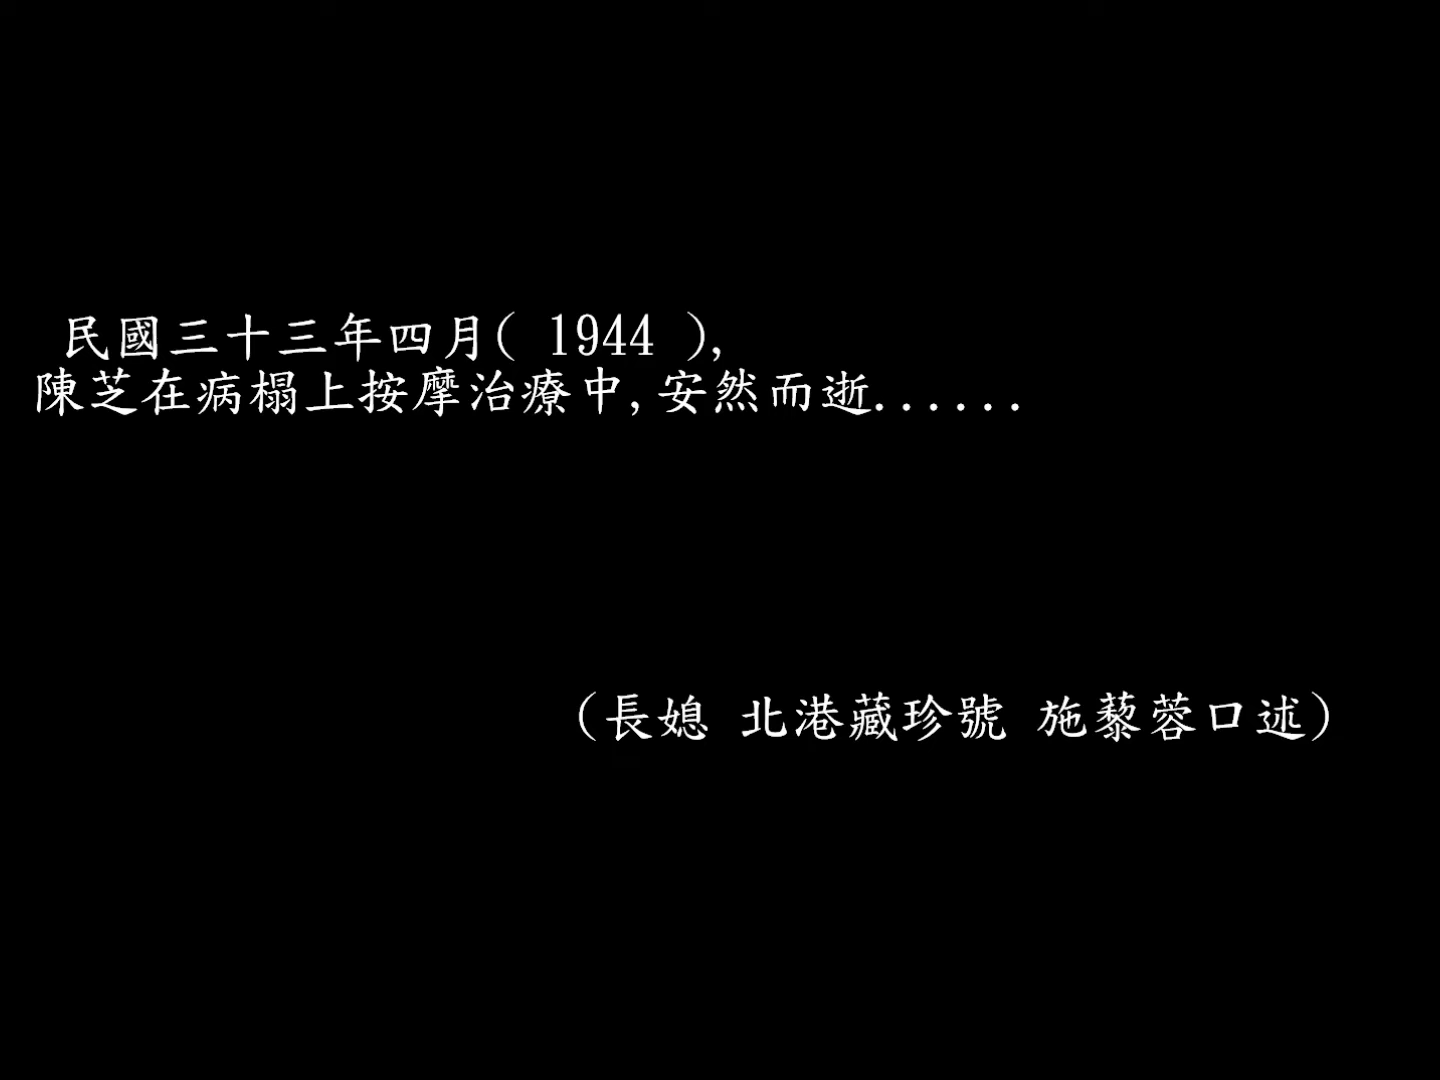 民國三十三年四月( 1944 ),
陳芝在病榻上按摩治療中,安然而逝......
(長媳 北港藏珍號 施藜蓉口述)